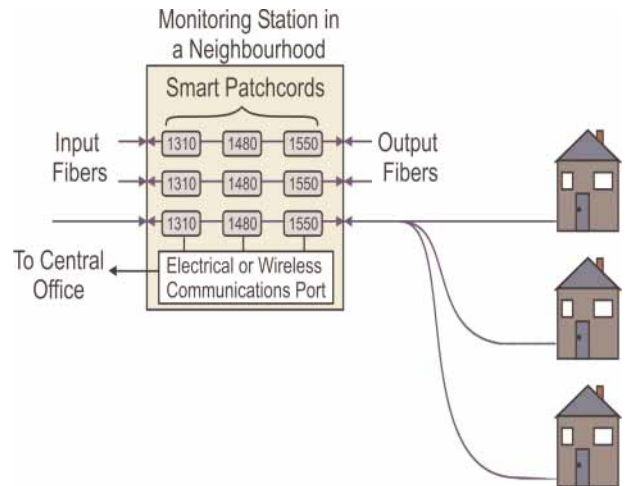 Monitoring Station in
a Neighbourhood
Smart Patchcords
Input
Fibers
1310 1480 1550
Output
Fibers
1310 1480 1550
1310 1480 1550
To Central
Office
Electrical or Wireless
Communications Port